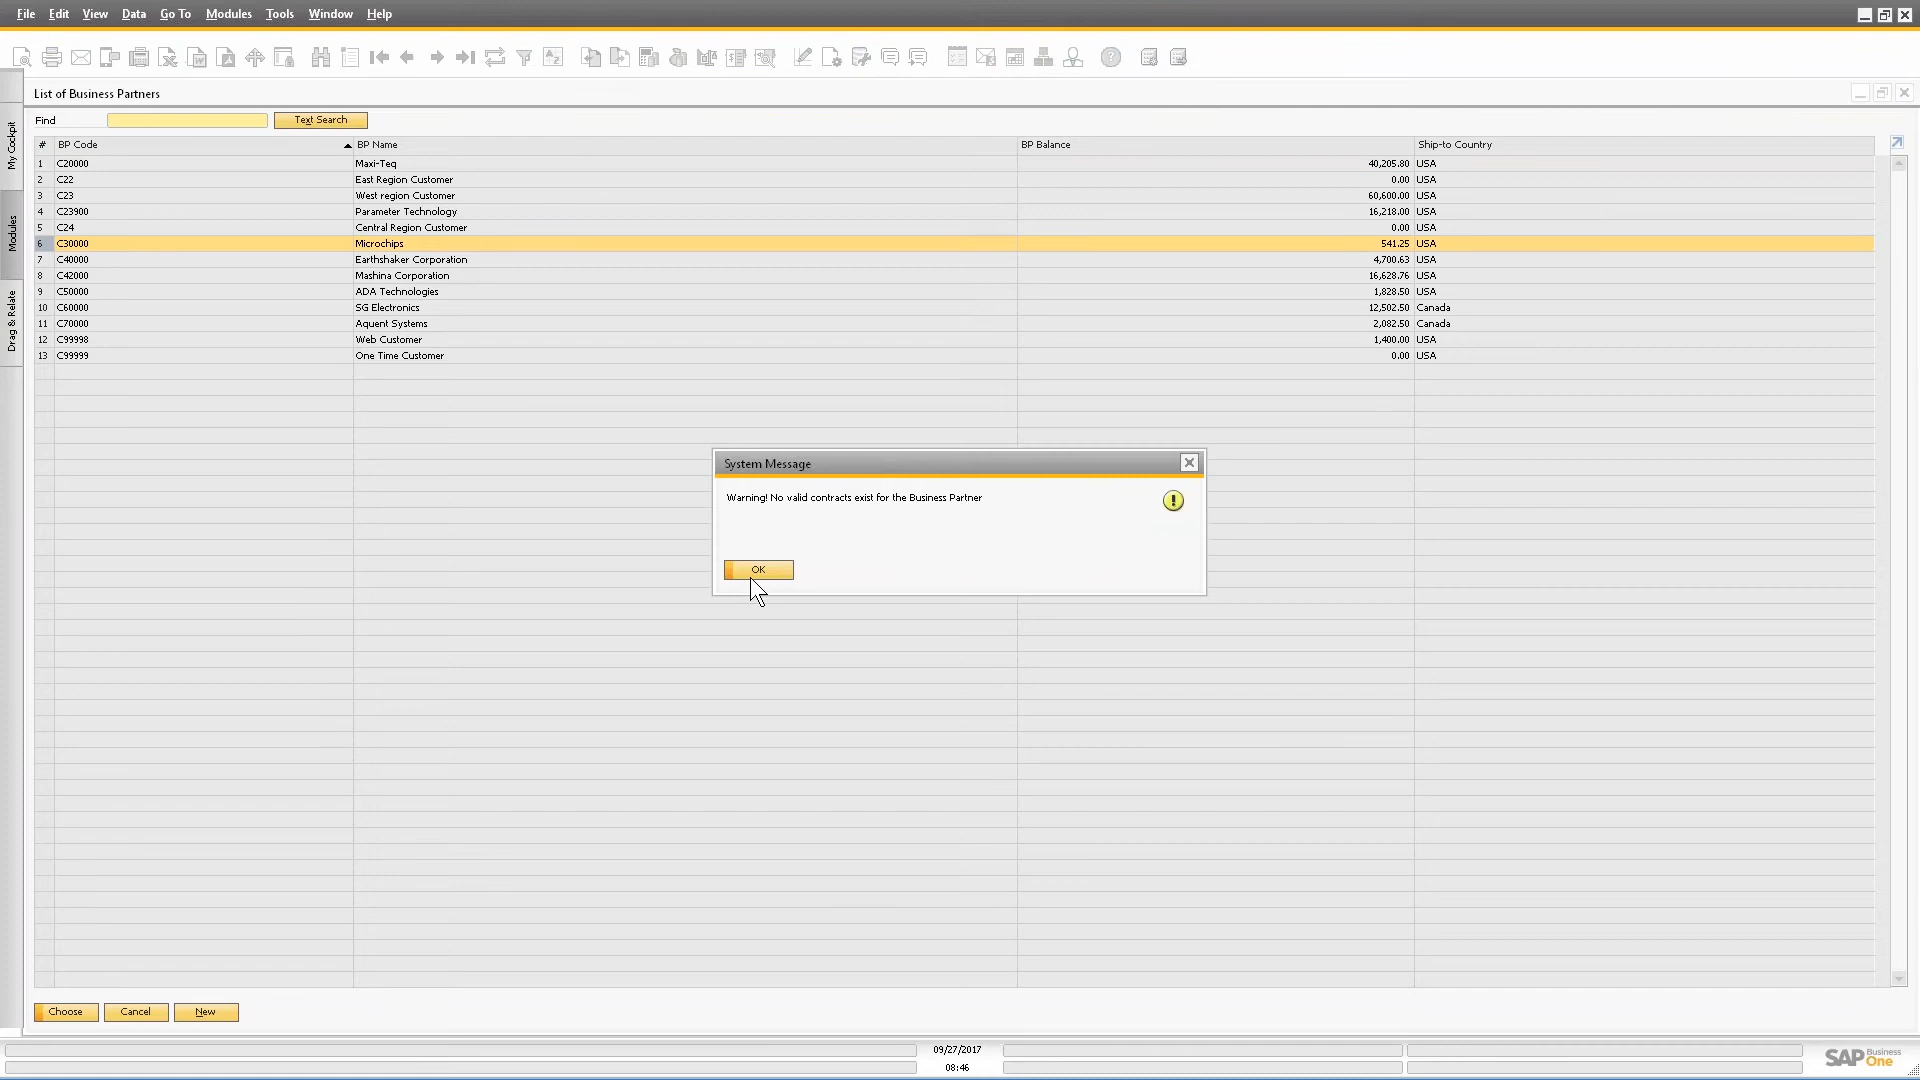 File Edit View Data Go To Modules Tools Window Help
List of Business Partners
Find Text Search
# BP Code BP Name BP Balance Ship-to Country
1 C20000 Maxi-Teq 40,205.80 USA
2 C22 East Region Customer 0.00 USA
3 C23 West region Customer 60,600.00 USA
4 C23900 Parameter Technology 16,218.00 USA
5 C24 Central Region Customer 0.00 USA
6 C30000 Microchips 541.25 USA
7 C40000 Earthshaker Corporation 4,700.63 USA
8 C42000 Mashina Corporation 16,628.76 USA
9 C50000 ADA Technologies 1,828.50 USA
10 C60000 SG Electronics 12,502.50 Canada
11 C70000 Aquent Systems 2,082.50 Canada
12 C99998 Web Customer 1,400.00 USA
13 C99999 One Time Customer 0.00 USA
My Cockpit
Modules
Drag & Relate
System Message
Warning! No valid contracts exist for the Business Partner
OK
Choose Cancel New
09/27/2017
08:46
SAP Business One